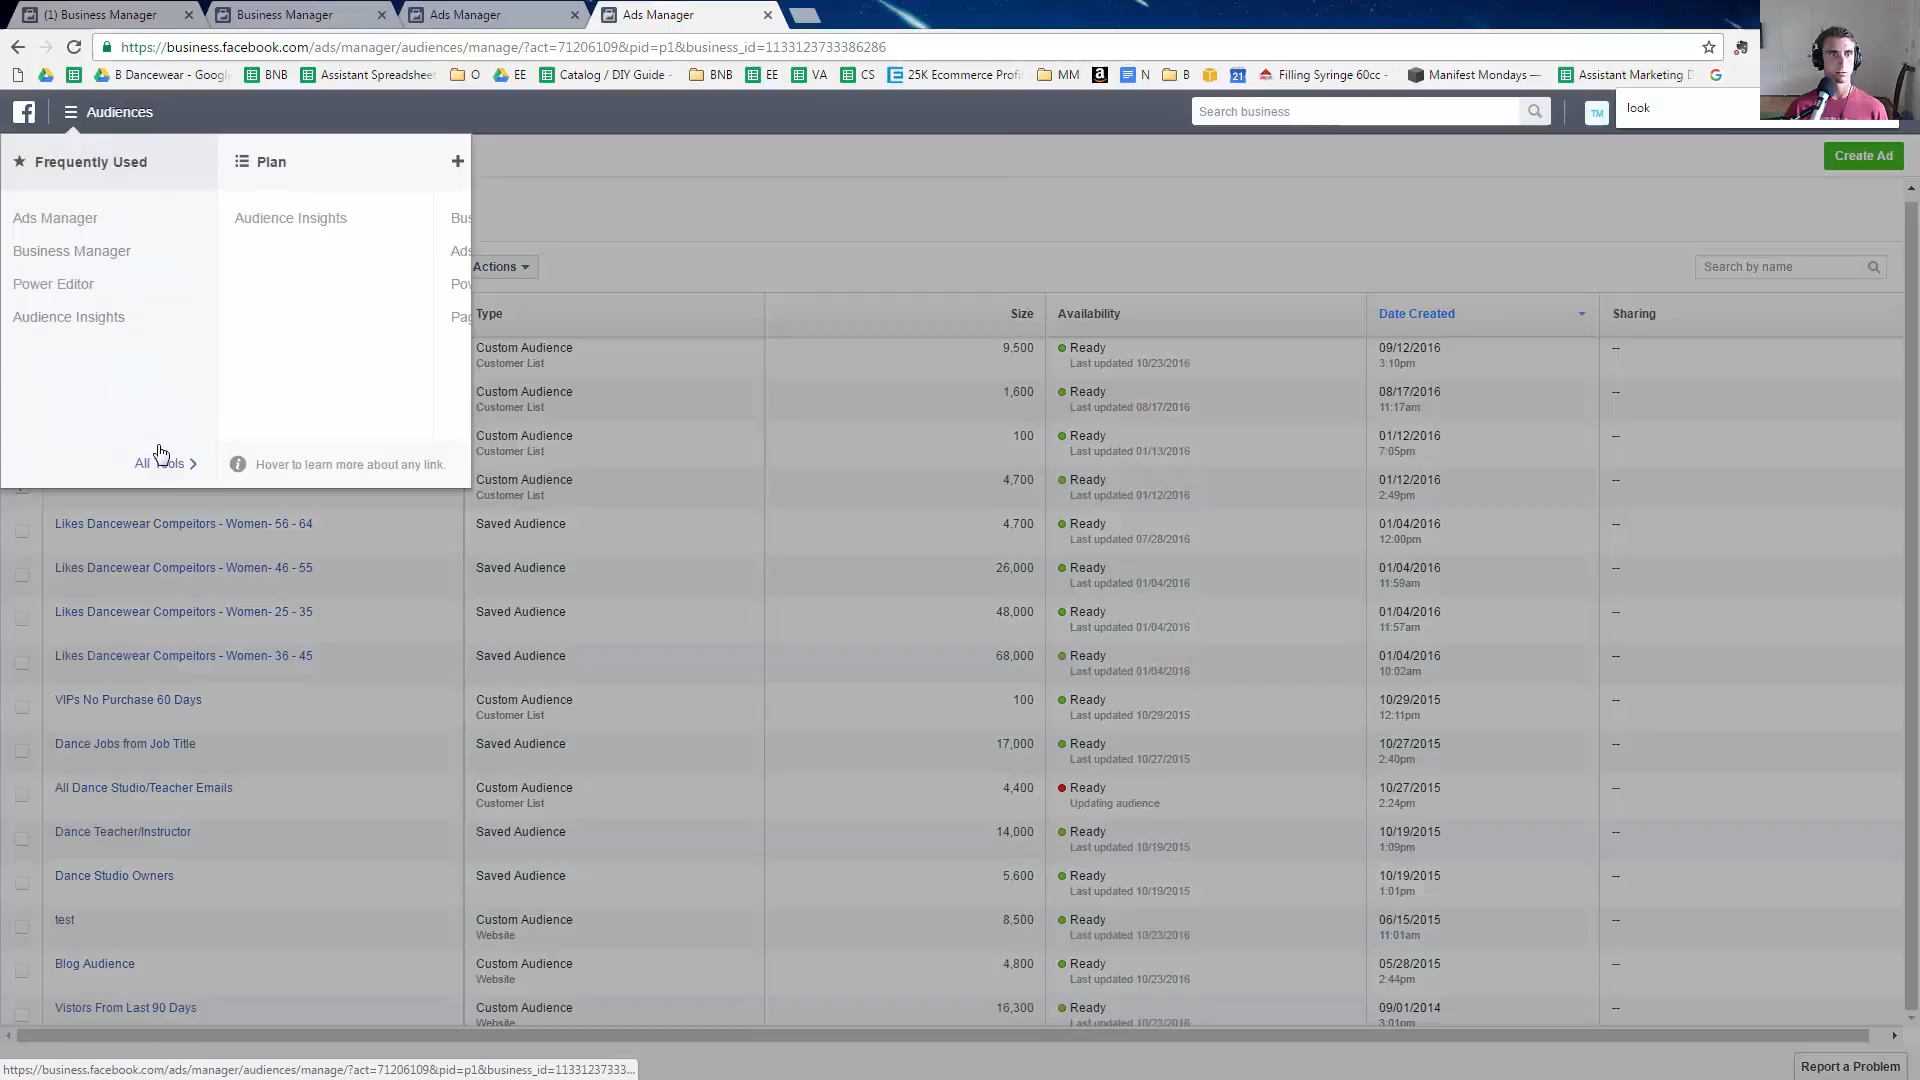 (1) Business Manager
Business Manager
Ads Manager
Ads Manager
https://business.facebook.com/ads/manager/audiences/manage/?act=71206109&pid=p1&business_id=1133123733386286
B Dancewear - Googl
BNB
Assistant Spreadsheet
O
EE
Catalog / DIY Guide -
BNB
EE
VA
CS
25K Ecommerce Profi
MM
N
B
21
Filling Syringe 60cc -
Manifest Mondays —
Assistant Marketing D
Audiences
Search business
TM
look
Frequently Used
Plan
Create Ad
Ads Manager
Audience Insights
Bus
Business Manager
Ads
Power Editor
Pow
Audience Insights
Pag
Actions
Search by name
All Tools
Hover to learn more about any link.
Type
Size
Availability
Date Created
Sharing
Custom Audience
9,500
Ready
09/12/2016
--
Customer List
Last updated 10/23/2016
3:10pm
Custom Audience
1,600
Ready
08/17/2016
--
Customer List
Last updated 08/17/2016
11:17am
Custom Audience
100
Ready
01/12/2016
--
Customer List
Last updated 01/13/2016
7:05pm
Custom Audience
4,700
Ready
01/12/2016
--
Customer List
Last updated 01/12/2016
2:49pm
Likes Dancewear Compeitors - Women- 56 - 64
Saved Audience
4,700
Ready
01/04/2016
--
Last updated 07/28/2016
12:00pm
Likes Dancewear Compeitors - Women- 46 - 55
Saved Audience
26,000
Ready
01/04/2016
--
Last updated 01/04/2016
11:59am
Likes Dancewear Compeitors - Women- 25 - 35
Saved Audience
48,000
Ready
01/04/2016
--
Last updated 01/04/2016
11:57am
Likes Dancewear Compeitors - Women- 36 - 45
Saved Audience
68,000
Ready
01/04/2016
--
Last updated 01/04/2016
10:02am
VIPs No Purchase 60 Days
Custom Audience
100
Ready
10/29/2015
--
Customer List
Last updated 10/29/2015
12:11pm
Dance Jobs from Job Title
Saved Audience
17,000
Ready
10/27/2015
--
Last updated 10/27/2015
2:40pm
All Dance Studio/Teacher Emails
Custom Audience
4,400
Ready
10/27/2015
--
Customer List
Updating audience
2:24pm
Dance Teacher/Instructor
Saved Audience
14,000
Ready
10/19/2015
--
Last updated 10/19/2015
1:09pm
Dance Studio Owners
Saved Audience
5,600
Ready
10/19/2015
--
Last updated 10/19/2015
1:01pm
test
Custom Audience
8,500
Ready
06/15/2015
--
Website
Last updated 10/23/2016
11:01am
Blog Audience
Custom Audience
4,800
Ready
05/28/2015
--
Website
Last updated 10/23/2016
2:44pm
Vistors From Last 90 Days
Custom Audience
16,300
Ready
09/01/2014
--
Website
Last updated 10/23/2016
3:01pm
https://business.facebook.com/ads/manager/audiences/manage/?act=71206109&pid=p1&business_id=11331237333...
Report a Problem